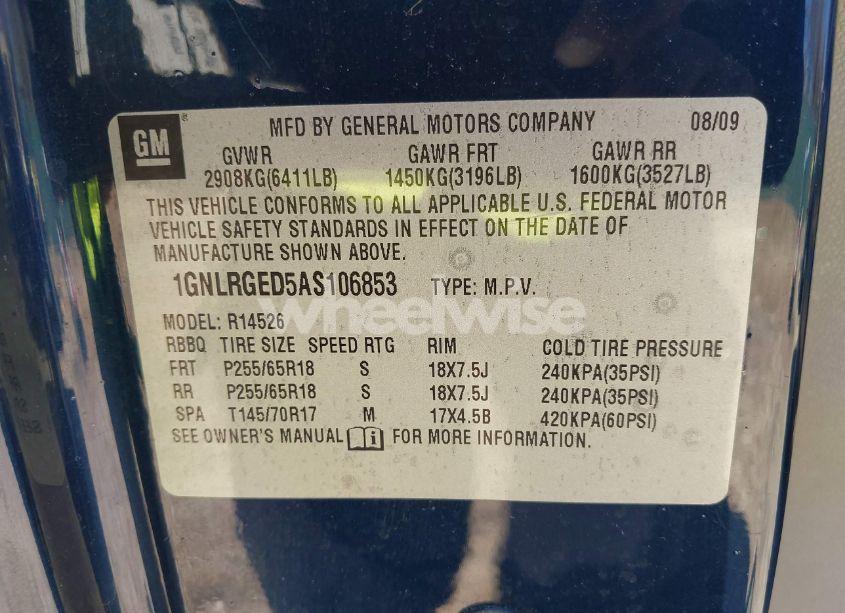 GM
MFD BY GENERAL MOTORS COMPANY 08/09
GVWR GAWR FRT GAWR RR
2908KG(6411LB) 1450KG(3196LB) 1600KG(3527LB)
THIS VEHICLE CONFORMS TO ALL APPLICABLE U.S. FEDERAL MOTOR
VEHICLE SAFETY STANDARDS IN EFFECT ON THE DATE OF
MANUFACTURE SHOWN ABOVE.
1GNLRGED5AS106853 TYPE: M.P.V.
wheelwise
MODEL: R14526
RBBQ TIRE SIZE SPEED RTG RIM COLD TIRE PRESSURE
FRT P255/65R18 S 18X7.5J 240KPA(35PSI)
RR P255/65R18 S 18X7.5J 240KPA(35PSI)
SPA T145/70R17 M 17X4.5B 420KPA(60PSI)
SEE OWNER'S MANUAL FOR MORE INFORMATION.